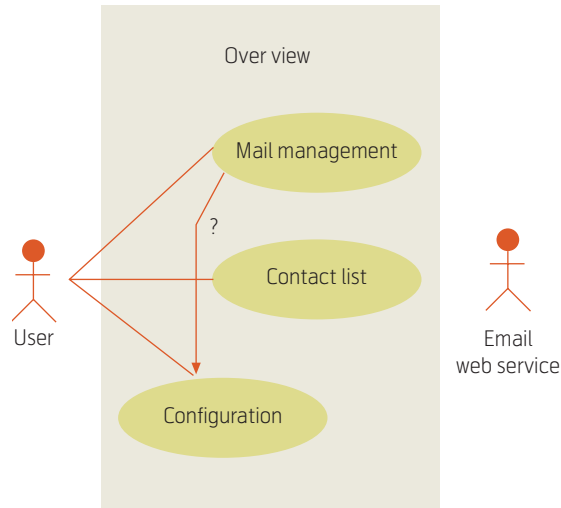 Over view
Mail management
?
Contact list
User
Email
web service
Configuration